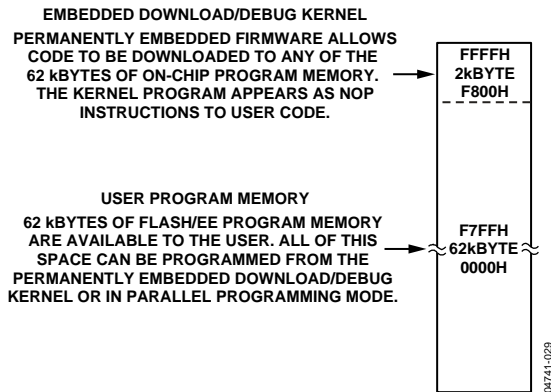 EMBEDDED DOWNLOAD/DEBUG KERNEL
PERMANENTLY EMBEDDED FIRMWARE ALLOWS
CODE TO BE DOWNLOADED TO ANY OF THE
62 kBYTES OF ON-CHIP PROGRAM MEMORY.
THE KERNEL PROGRAM APPEARS AS NOP
INSTRUCTIONS TO USER CODE.
FFFFH
2kBYTE
F800H
USER PROGRAM MEMORY
62 kBYTES OF FLASH/EE PROGRAM MEMORY
ARE AVAILABLE TO THE USER. ALL OF THIS
SPACE CAN BE PROGRAMMED FROM THE
PERMANENTLY EMBEDDED DOWNLOAD/DEBUG
KERNEL OR IN PARALLEL PROGRAMMING MODE.
F7FFH
62kBYTE
0000H
04741-029